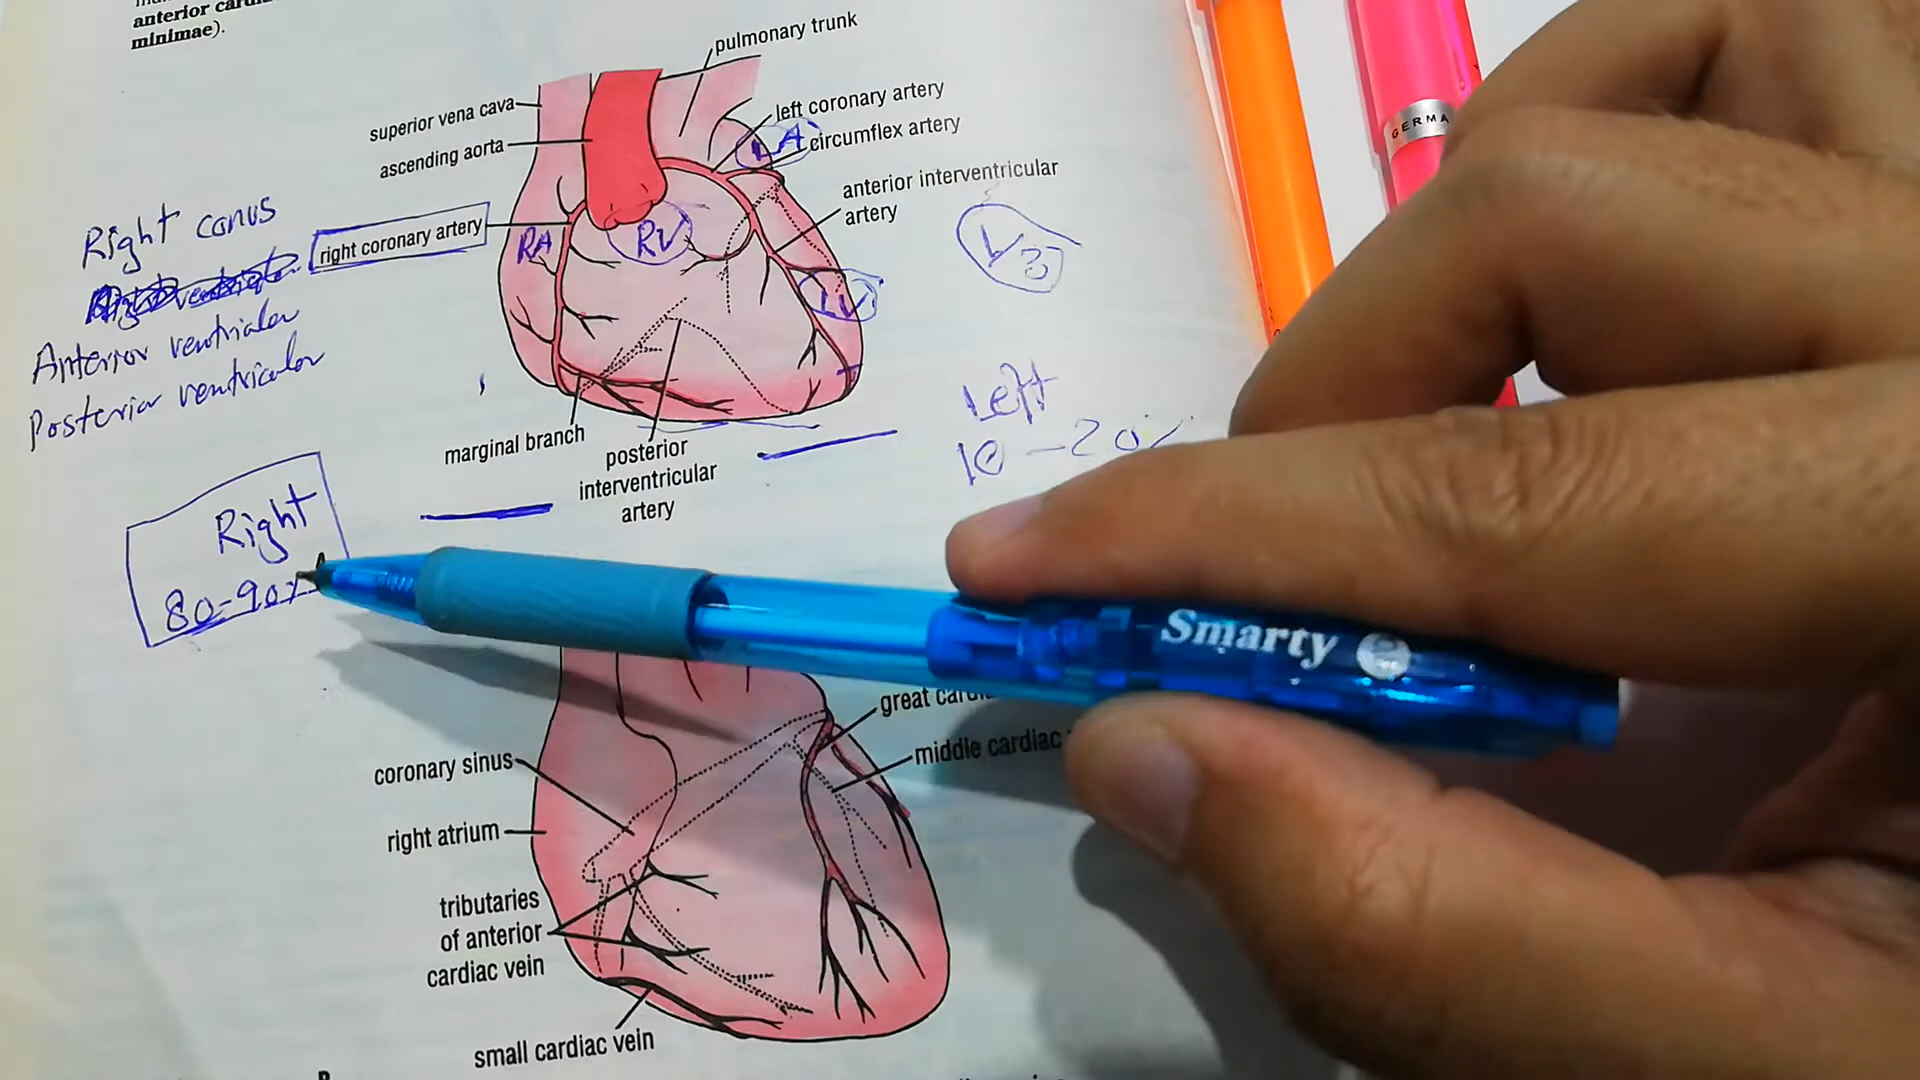 anterior
minimae).
pulmonary trunk
superior vena cava
left coronary artery
LA
circumflex artery
ascending aorta
anterior interventricular
artery
Right conus
right coronary artery
RA
RV
LV
L
3
Anterior ventricular
Posterior ventricular
Left
10-20%
marginal branch
posterior
interventricular
artery
Right
80-90%
Smarty
GERMA
great
middle cardiac
coronary sinus
right atrium
tributaries
of anterior
cardiac vein
small cardiac vein